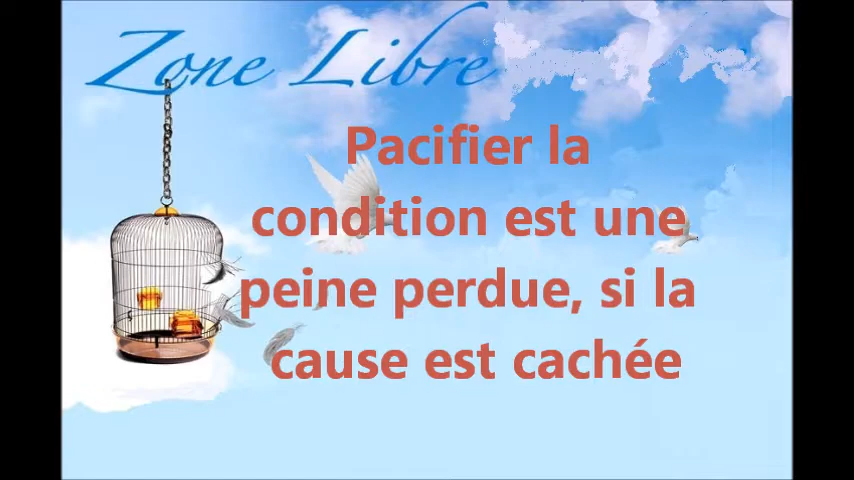 Zone Libre
Pacifier la
condition est une
peine perdue, si la
cause est cachée